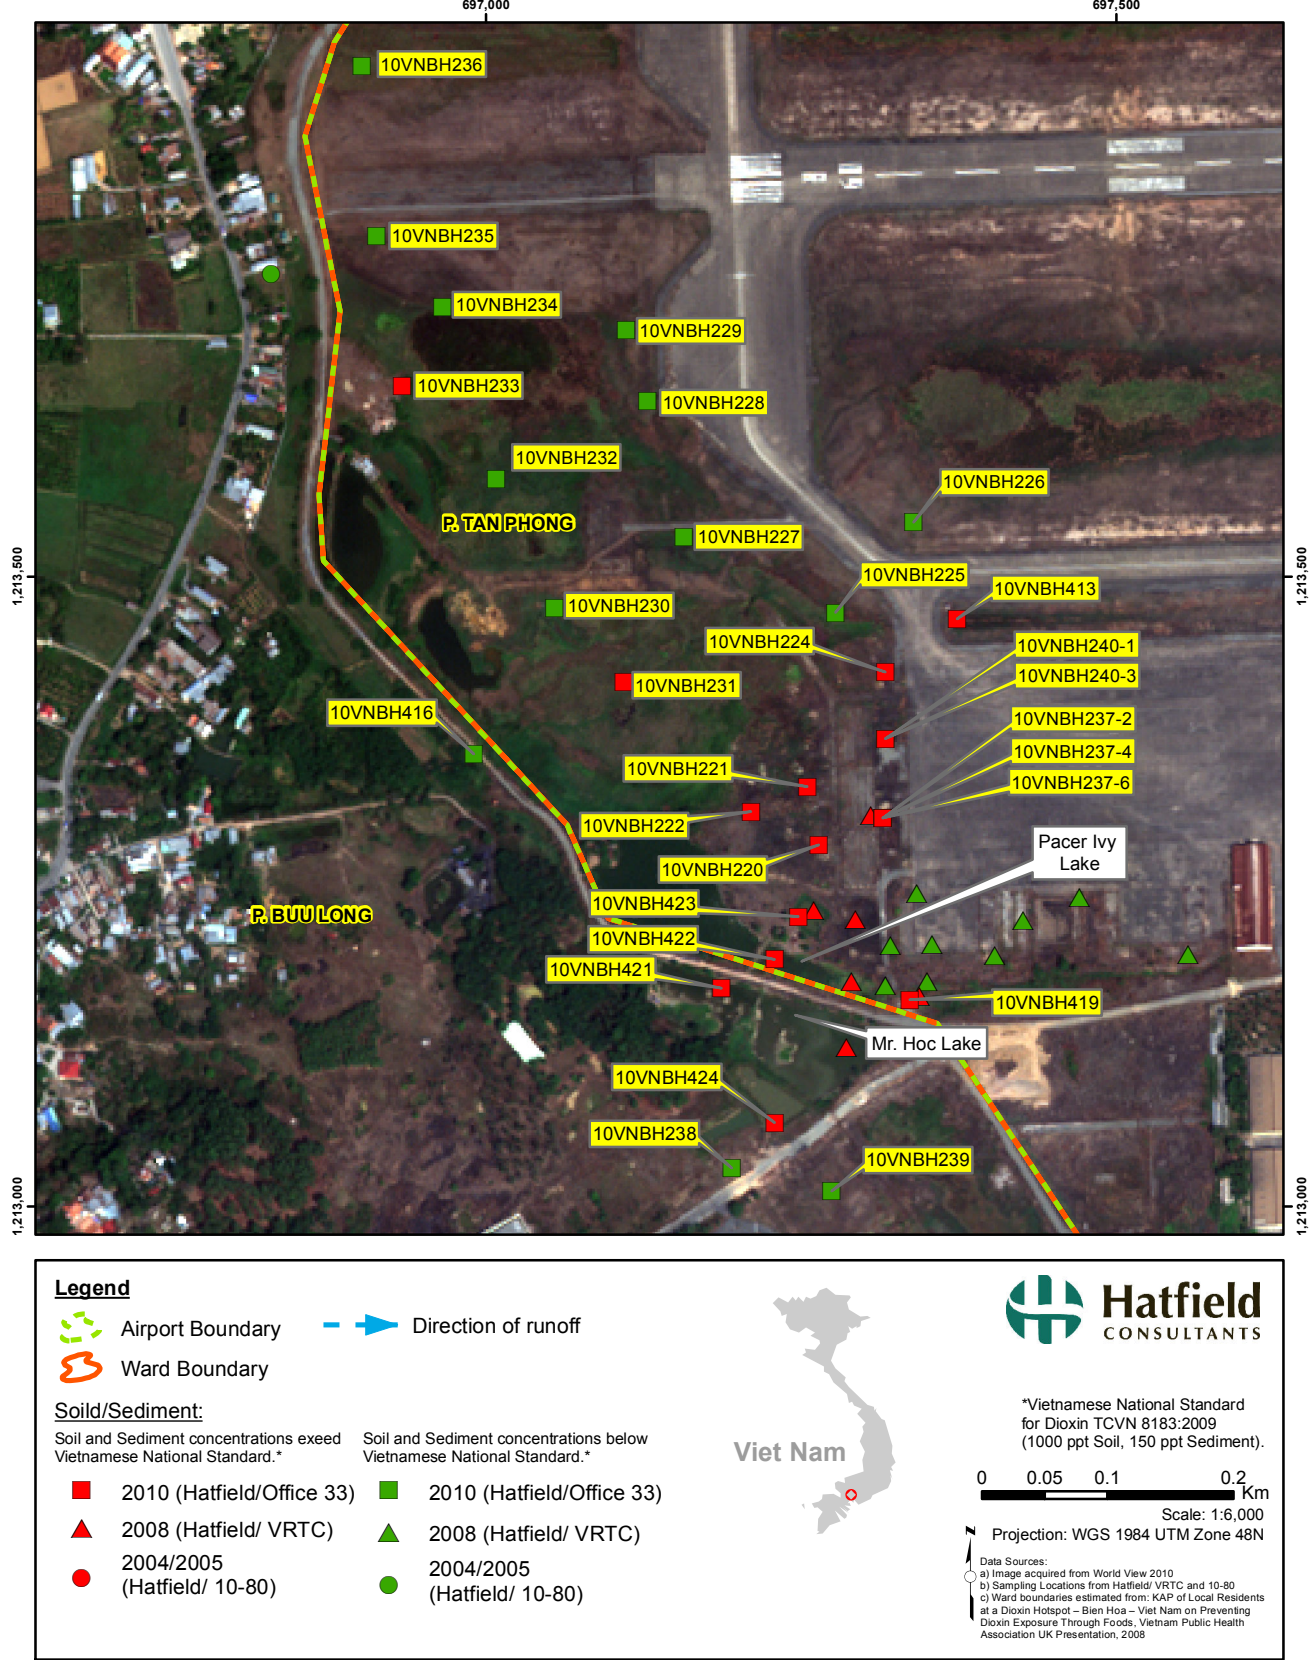 697,000
697,500
10VNBH236
10VNBH235
10VNBH234
10VNBH229
10VNBH233
10VNBH228
10VNBH232
10VNBH226
P. TAN PHONG
10VNBH227
1,213,500
1,213,500
10VNBH225
10VNBH413
10VNBH230
10VNBH224
10VNBH240-1
10VNBH240-3
10VNBH231
10VNBH416
10VNBH237-2
10VNBH237-4
10VNBH221
10VNBH237-6
10VNBH222
Pacer Ivy
Lake
10VNBH220
10VNBH423
P. BUU LONG
10VNBH422
10VNBH421
10VNBH419
Mr. Hoc Lake
10VNBH424
10VNBH238
10VNBH239
1,213,000
1,213,000
Legend
Airport Boundary
Direction of runoff
Ward Boundary
Soild/Sediment:
Soil and Sediment concentrations exeed
Vietnamese National Standard.*
Soil and Sediment concentrations below
Vietnamese National Standard.*
2010 (Hatfield/Office 33)
2010 (Hatfield/Office 33)
2008 (Hatfield/ VRTC)
2008 (Hatfield/ VRTC)
2004/2005
(Hatfield/ 10-80)
2004/2005
(Hatfield/ 10-80)
Viet Nam
Hatfield
CONSULTANTS
*Vietnamese National Standard
for Dioxin TCVN 8183:2009
(1000 ppt Soil, 150 ppt Sediment).
0 0.05 0.1 0.2
Km
Scale: 1:6,000
Projection: WGS 1984 UTM Zone 48N
N
Data Sources:
a) Image acquired from World View 2010
b) Sampling Locations from Hatfield/ VRTC and 10-80
c) Ward boundaries estimated from: KAP of Local Residents
at a Dioxin Hotspot – Bien Hoa – Viet Nam on Preventing
Dioxin Exposure Through Foods, Vietnam Public Health
Association UK Presentation, 2008